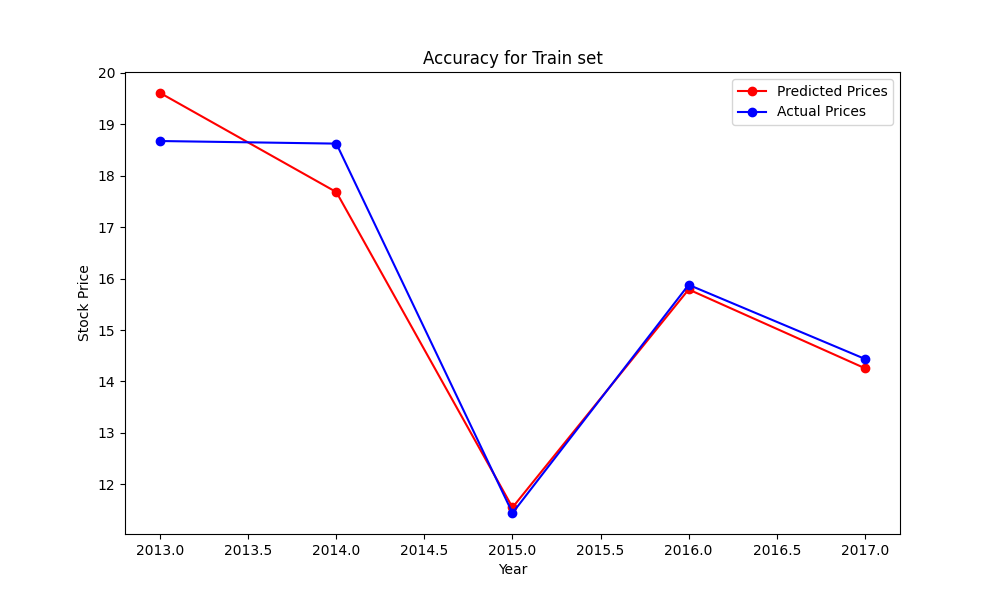 Accuracy for Train set
Predicted Prices
Actual Prices
Stock Price
20
19
18
17
16
15
14
13
12
2013.0 2013.5 2014.0 2014.5 2015.0 2015.5 2016.0 2016.5 2017.0
Year